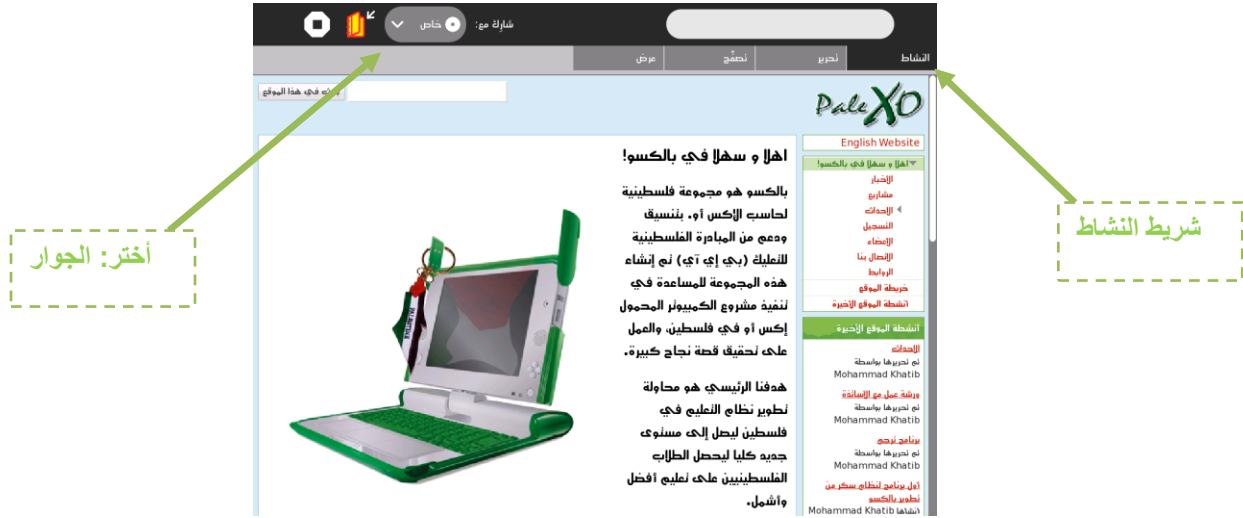 شارك مع:
خاص
النشاط
تحرير
تصفّح
عرض
في هذا الموقع
PaleXO
English Website
اهلا و سهلا في بالكسو!
الأخبار
مشاريع
الاحداث
التسجيل
الأعضاء
الإتصال بنا
الروابط
خريطة الموقع
أنشطة الموقع الأخيرة
أنشطة الموقع الأخيرة
الاحداث
تم تحريرها بواسطة
Mohammad Khatib
ورشة عمل مع الاساتذة
تم تحريرها بواسطة
Mohammad Khatib
برنامج ترجم
تم تحريرها بواسطة
Mohammad Khatib
أول برنامج لنظام سكر من
تطوير بالكسو
أنشاها Mohammad Khatib
اهلا و سهلا في بالكسو!
بالكسو هو مجموعة فلسطينية
لحاسب الإكس أو. بتنسيق
ودعم من المبادرة الفلسطينية
للتعليك (بي إي آي) تم إنشاء
هذه المجموعة للمساعدة في
تنفيذ مشروع الكمبيوتر المحمول
إكس أو في فلسطين، والعمل
على تحقيق قصة نجاح كبيرة.
هدفنا الرئيسي هو محاولة
تطوير نظام التعليم في
فلسطين ليصل إلى مستوى
جديد كليا ليحصل الطلاب
الفلسطينيين على تعليم أفضل
وأشمل.
شريط النشاط
أختر: الجوار